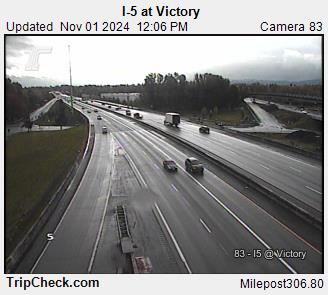 I-5 at Victory
Updated Nov 01 2024 12:06 PM Camera 83
S
83 - I5 @ Victory
TripCheck.com Milepost306.80